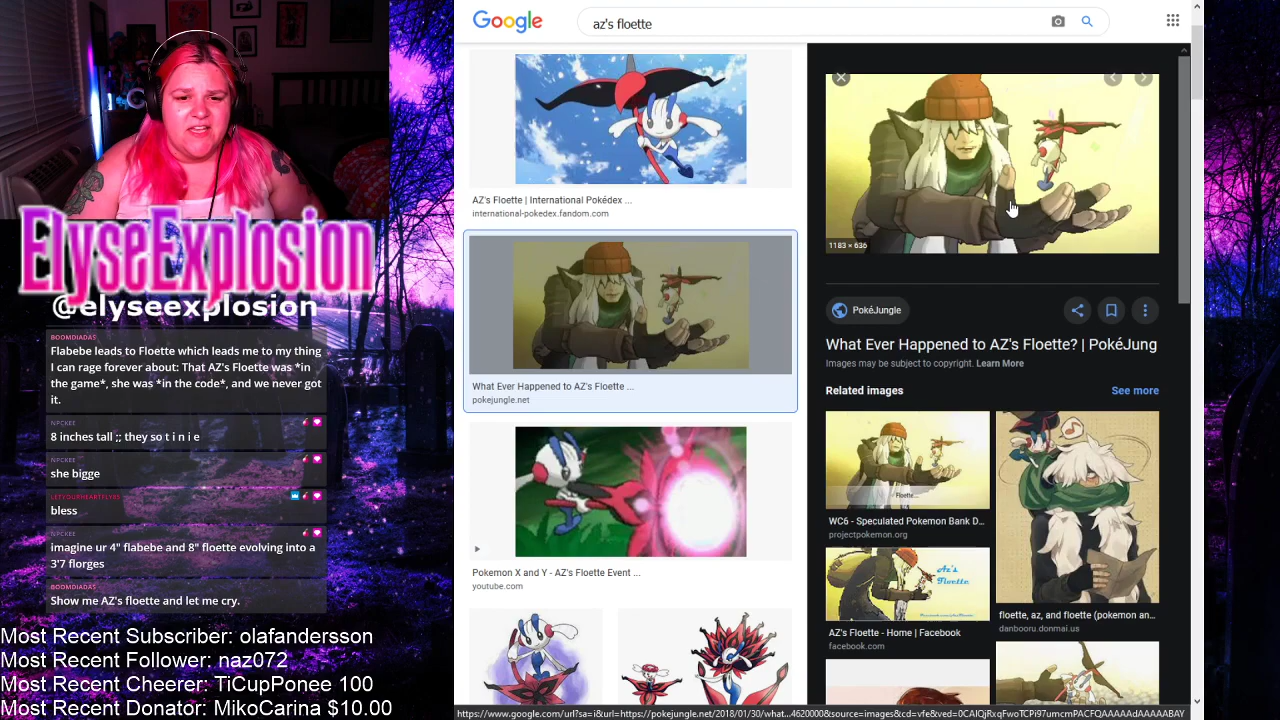 Google
az's floette
AZ's Floette | International Pokédex ...
international-pokedex.fandom.com
What Ever Happened to AZ's Floette ...
pokejungle.net
Pokemon X and Y - AZ's Floette Event ...
youtube.com
1183 × 636
PokéJungle
What Ever Happened to AZ's Floette? | PokéJung
Images may be subject to copyright. Learn More
Related images
See more
Floette...
WC6 - Speculated Pokemon Bank D...
projectpokemon.org
Az's
Floette
AZ's Floette - Home | Facebook
facebook.com
floette, az, and floette (pokemon an...
danbooru.donmai.us
ElyseExplosion
@elyseexplosion
BOOMDIADAS
Flabebe leads to Floette which leads me to my thing
I can rage forever about: That AZ's Floette was *in
the game*, she was *in the code*, and we never got
it.
NPCKEE
8 inches tall ;; they so t i n i e
NPCKEE
she bigge
LETYOURHEARTFLY83
bless
NPCKEE
imagine ur 4" flabebe and 8" floette evolving into a
3'7 florges
BOOMDIADAS
Show me AZ's floette and let me cry.
Most Recent Subscriber: olafandorsm
Most Recent Follower: naz072
Most Recent Cheerer: TiCupPonee 100
Most Recent Donator: MikoCarina $10.00